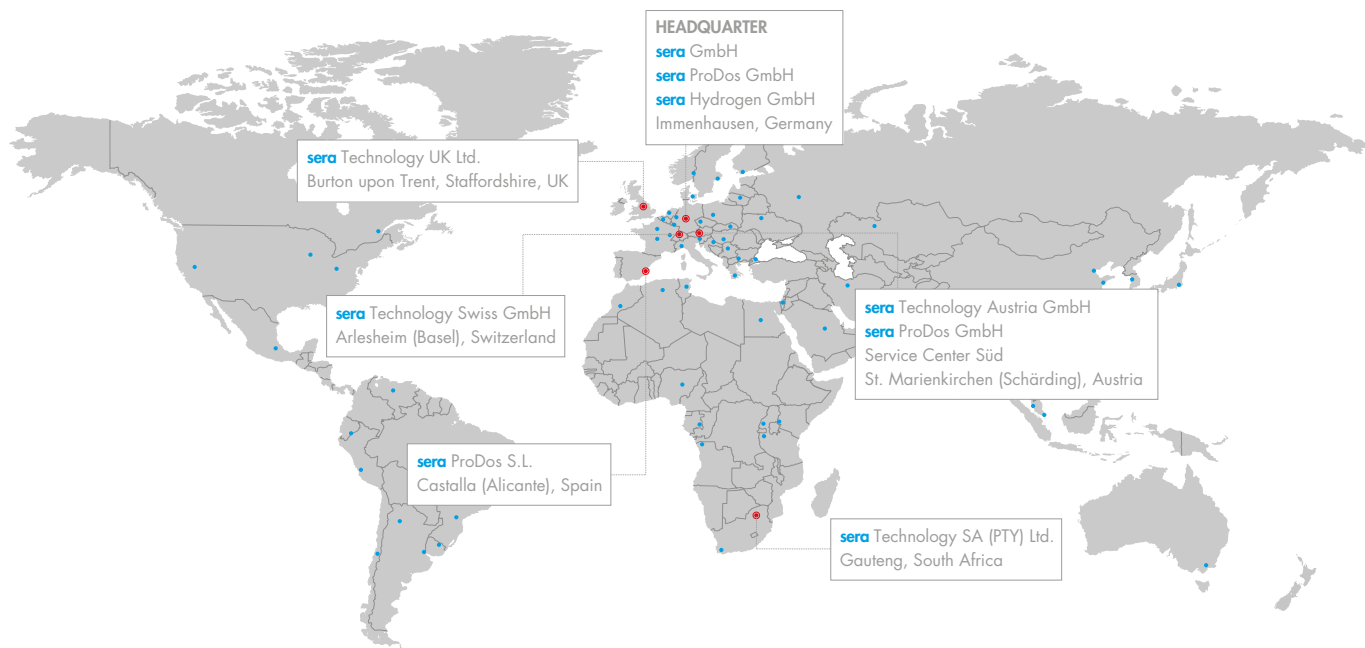 HEADQUARTER
sera GmbH
sera ProDos GmbH
sera Hydrogen GmbH
Immenhausen, Germany
sera Technology UK Ltd.
Burton upon Trent, Staffordshire, UK
sera Technology Swiss GmbH
Arlesheim (Basel), Switzerland
sera Technology Austria GmbH
sera ProDos GmbH
Service Center Süd
St. Marienkirchen (Schärding), Austria
sera ProDos S.L.
Castalla (Alicante), Spain
sera Technology SA (PTY) Ltd.
Gauteng, South Africa